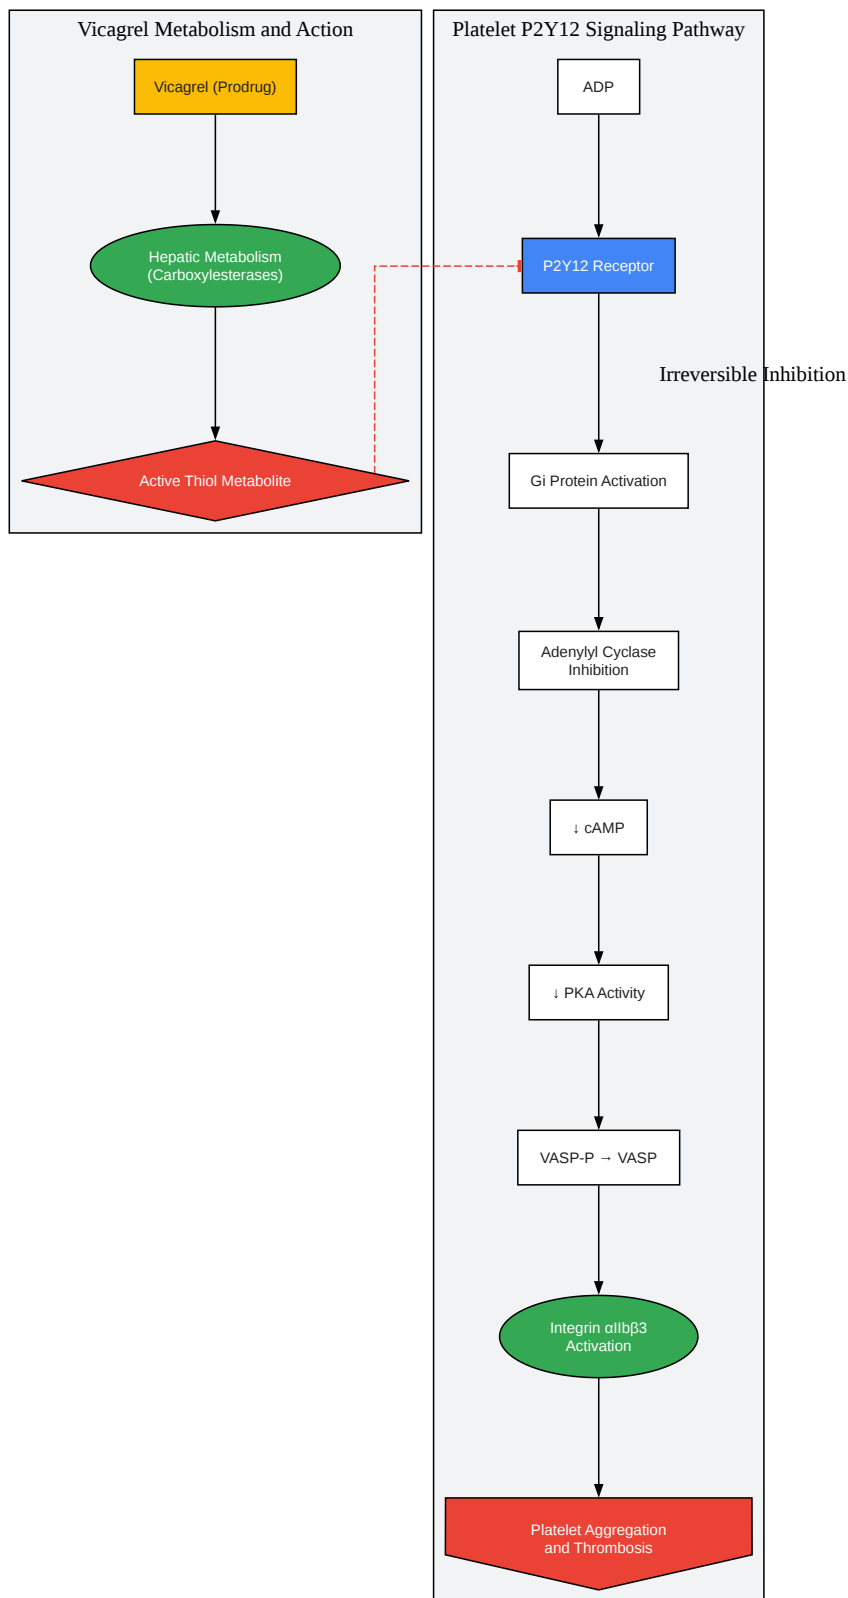 Vicagrel Metabolism and Action
Vicagrel (Prodrug)
Hepatic Metabolism
(Carboxylesterases)
Active Thiol Metabolite
Platelet P2Y12 Signaling Pathway
ADP
P2Y12 Receptor
Irreversible Inhibition
Gi Protein Activation
Adenylyl Cyclase
Inhibition
↓ cAMP
↓ PKA Activity
VASP-P → VASP
Integrin αIIbβ3
Activation
Platelet Aggregation
and Thrombosis